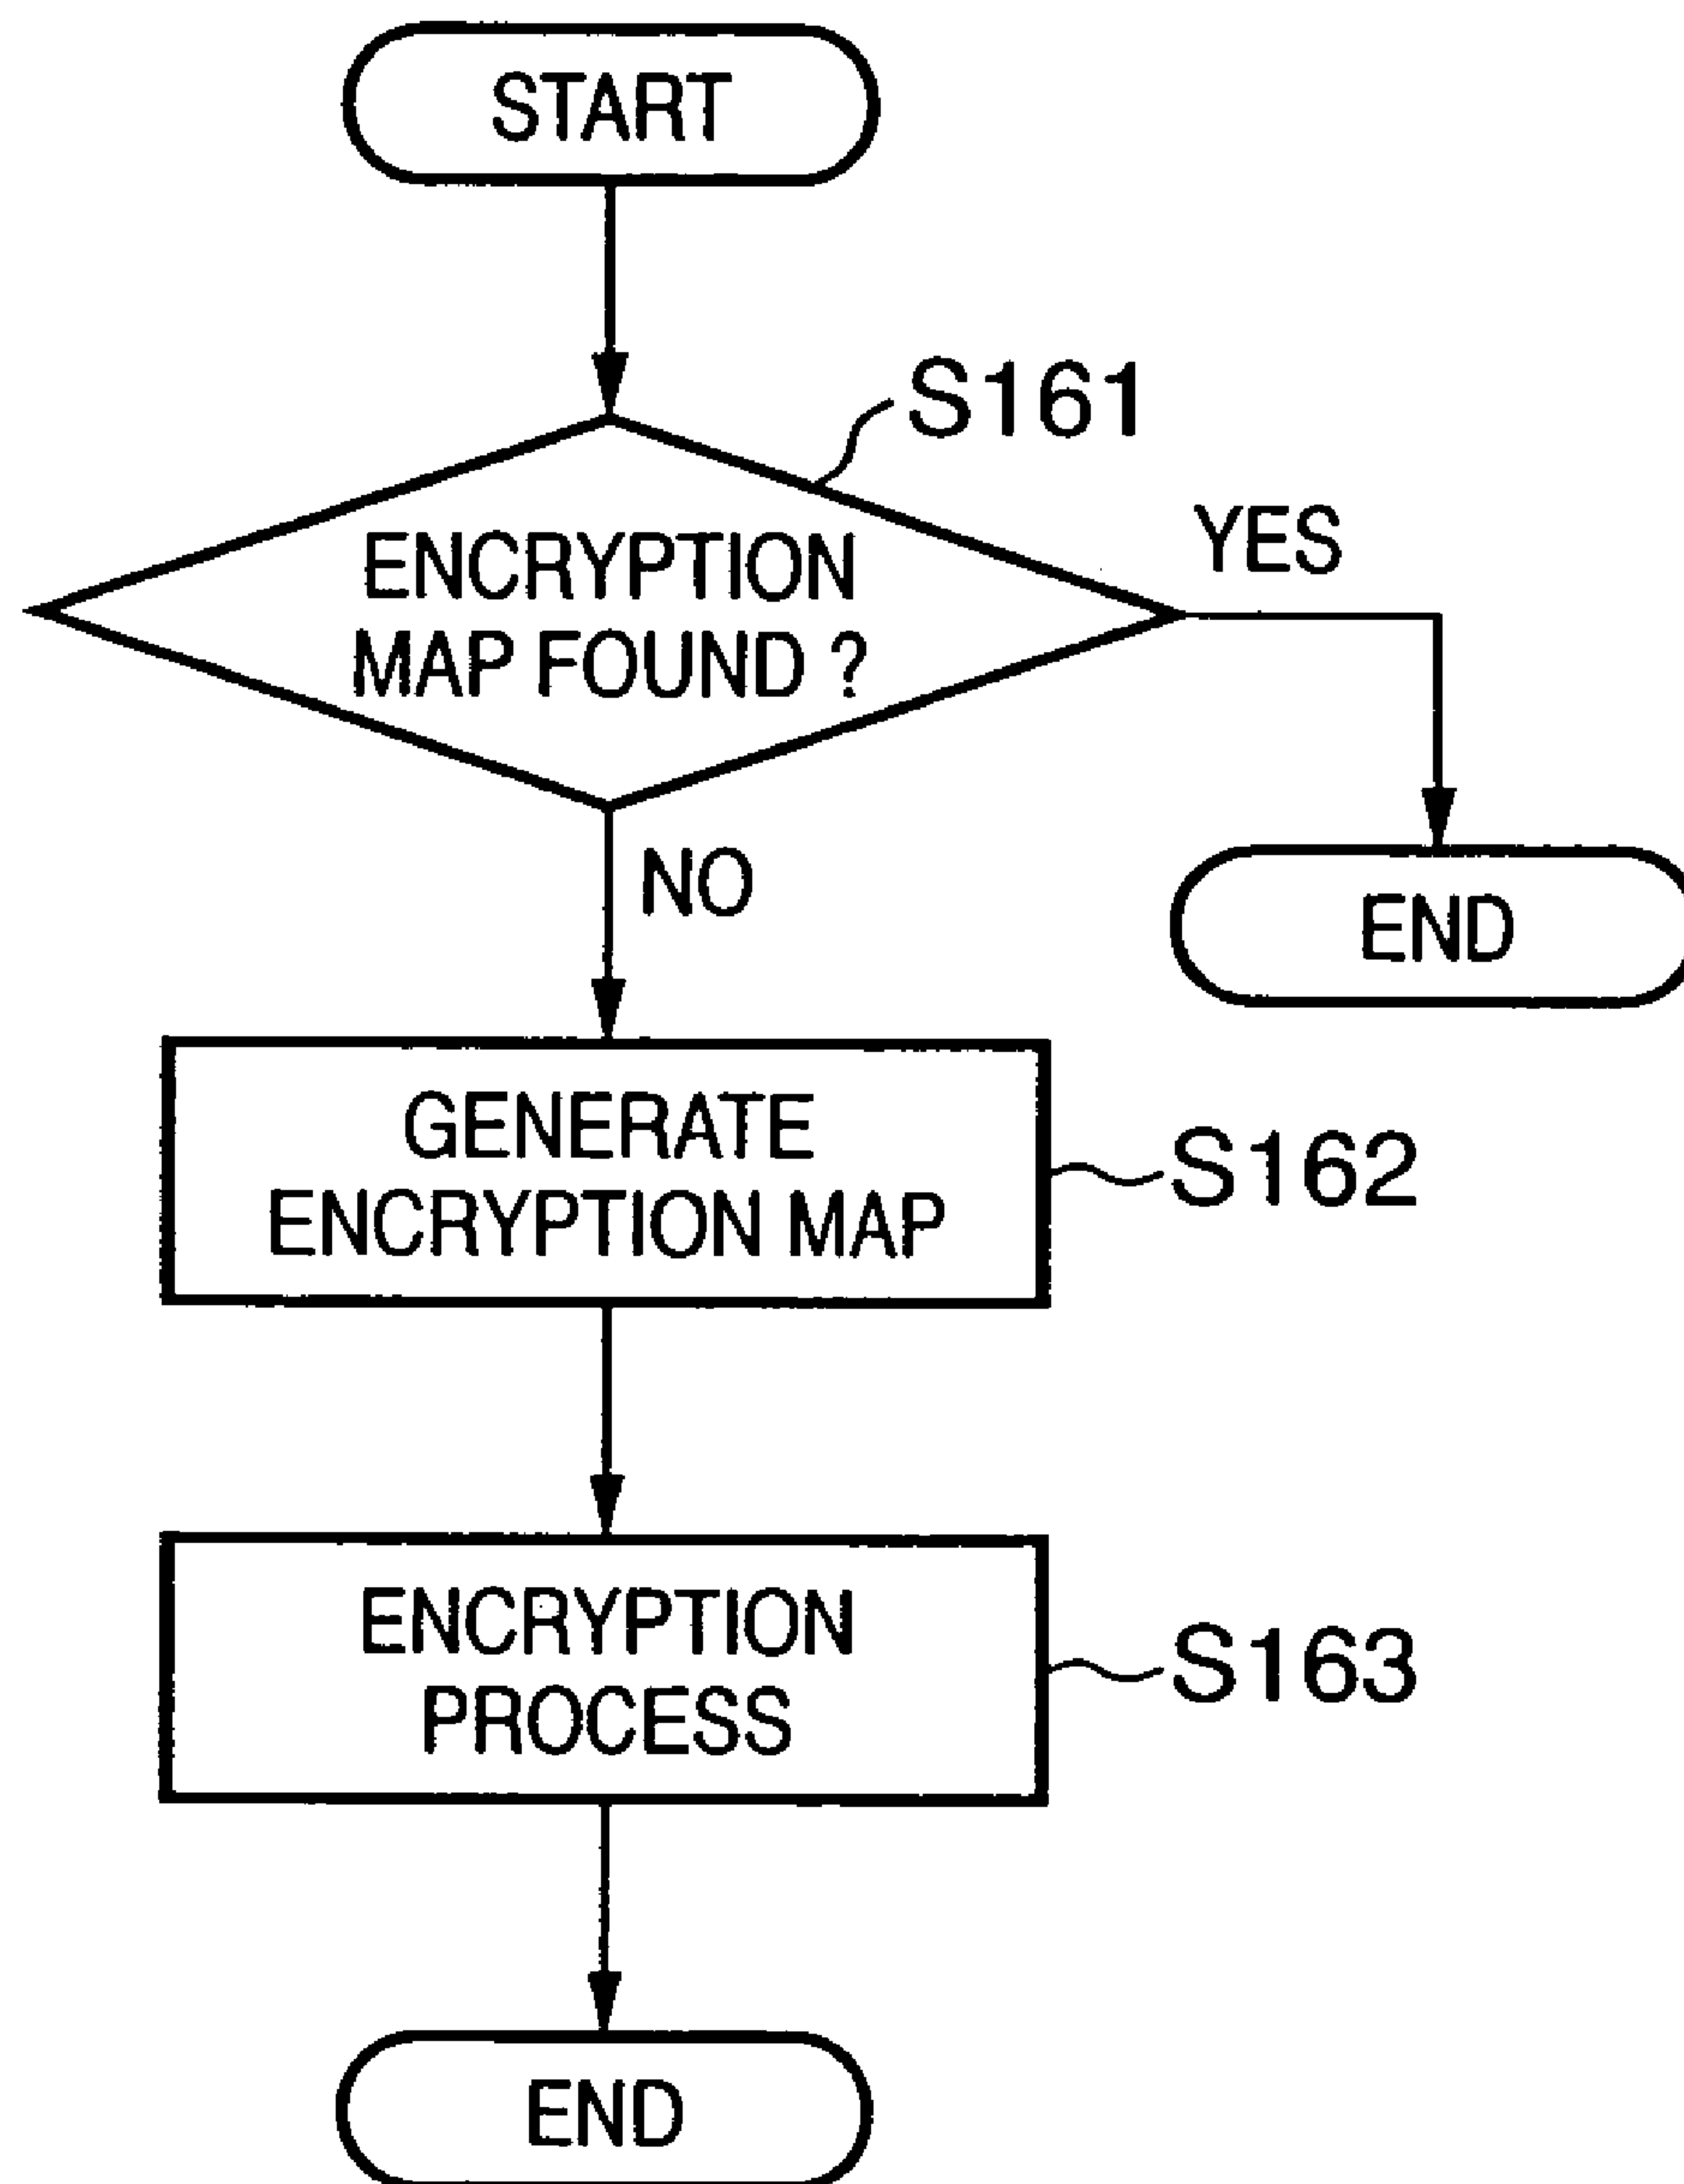 START
S161
ENCRYPTION
MAP FOUND ?
YES
NO
END
GENERATE
ENCRYPTION MAP
S162
ENCRYPTION
PROCESS
S163
END